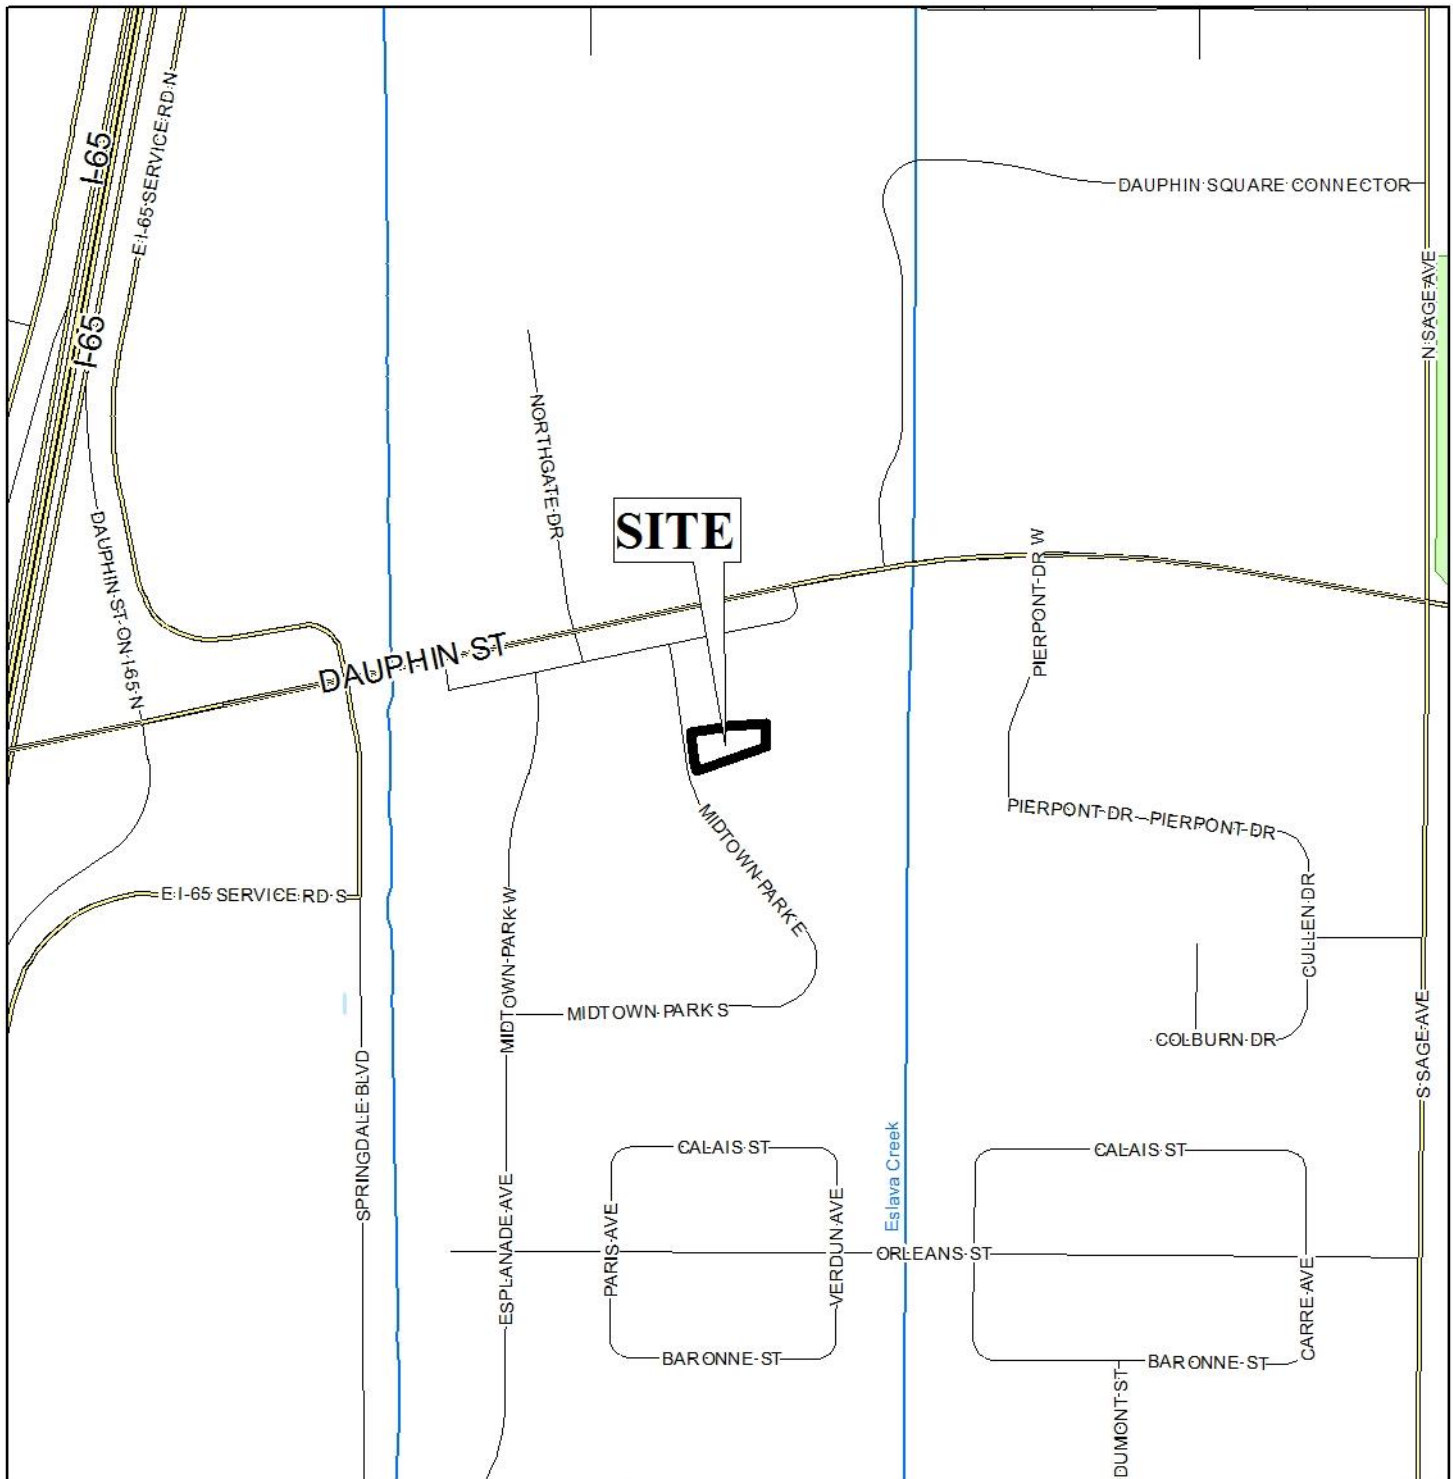 I-65
E I-65 SERVICE RD N
DAUPHIN SQUARE CONNECTOR
N SAGE AVE
I-65
NORTHGATE DR
SITE
DAUPHIN ST ON I-65 N
PIERPONT DR W
DAUPHIN ST
PIERPONT DR
PIERPONT DR
MIDTOWN PARK E
E I-65 SERVICE RD S
MIDTOWN PARK W
CULLEN DR
MIDTOWN PARK S
COLBURN DR
S SAGE AVE
SPRINGDALE BLVD
CALAIS ST
Eslava Creek
CALAIS ST
ESPLANADE AVE
PARIS AVE
VERDUN AVE
ORLEANS ST
CARRE AVE
BARONNE ST
BARONNE ST
DUMONT ST